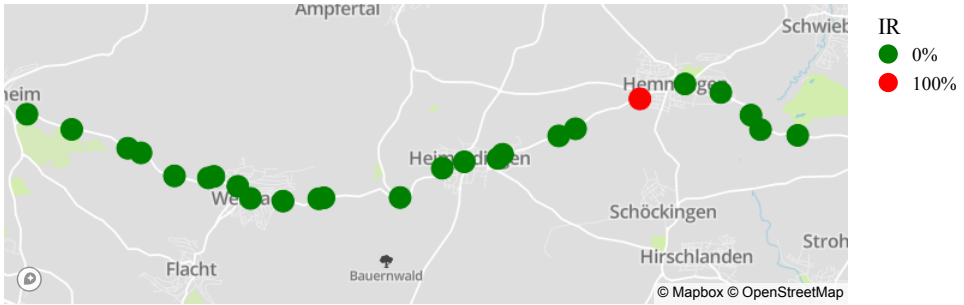 Ampfertal
Schwieb
IR
0%
100%
heim
Hemmingen
Heimerdingen
Schöckingen
Stroh
Hirschlanden
Flacht
Bauernwald
© Mapbox © OpenStreetMap